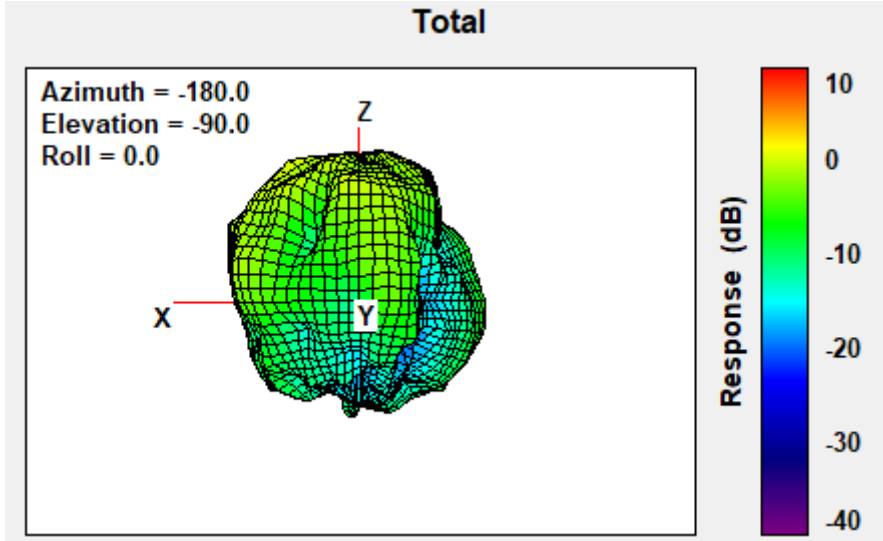 Total
Azimuth = -180.0
Elevation = -90.0
Roll = 0.0
Z
X
Y
10
0
-10
-20
-30
-40
Response (dB)